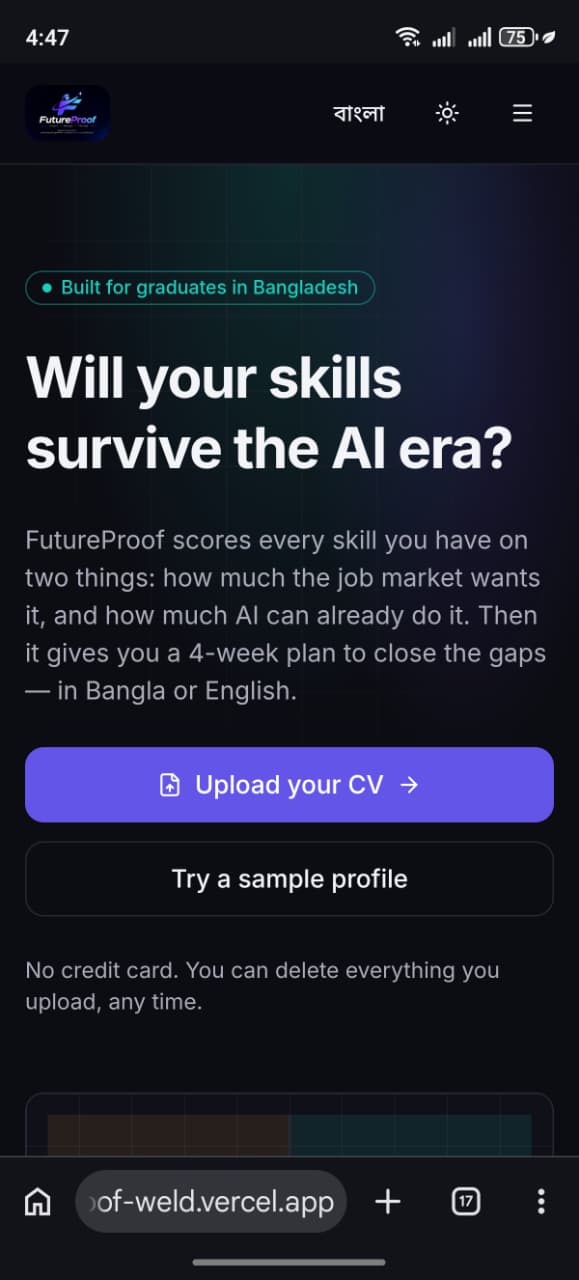 4:47
75
FutureProof
বাংলা
Built for graduates in Bangladesh
Will your skills
survive the AI era?
FutureProof scores every skill you have on
two things: how much the job market wants
it, and how much AI can already do it. Then
it gives you a 4-week plan to close the gaps
— in Bangla or English.
Upload your CV →
Try a sample profile
No credit card. You can delete everything you
upload, any time.
of-weld.vercel.app
17